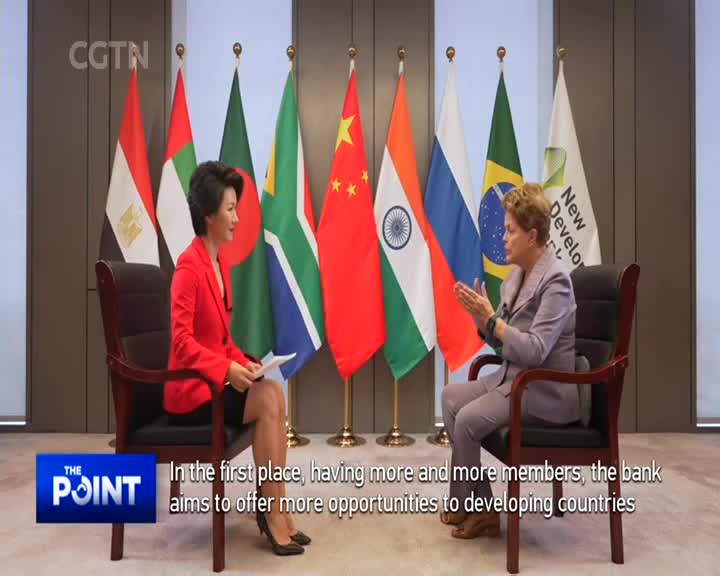 CGTN
New
Develo
Bank
THE
POINT
In the first place, having more and more members, the bank
aims to offer more opportunities to developing countries